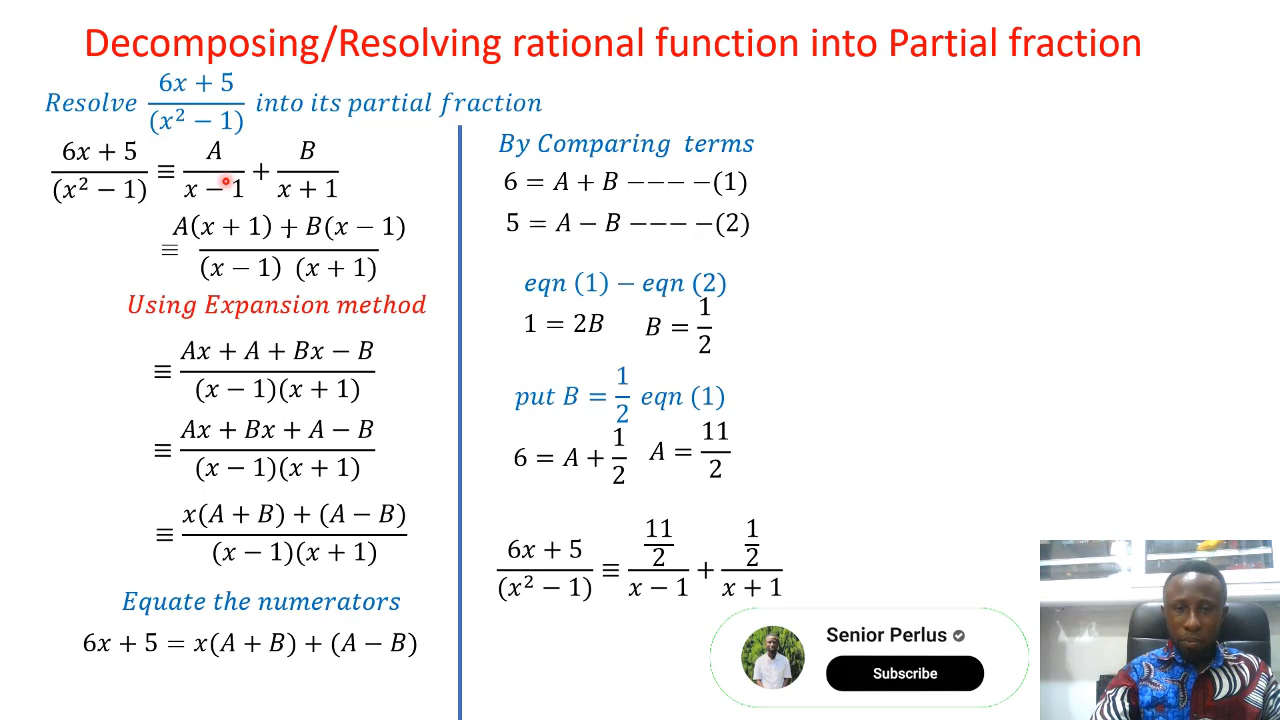 Decomposing/Resolving rational function into Partial fraction
Resolve (6x + 5)/(x² − 1) into its partial fraction
(6x + 5)/(x² − 1) ≡ A/(x − 1) + B/(x + 1)
≡ (A(x + 1) + B(x − 1))/((x − 1) (x + 1))
Using Expansion method
≡ (Ax + A + Bx − B)/((x − 1)(x + 1))
≡ (Ax + Bx + A − B)/((x − 1)(x + 1))
≡ (x(A + B) + (A − B))/((x − 1)(x + 1))
Equate the numerators
6x + 5 = x(A + B) + (A − B)
By Comparing terms
6 = A + B −−− −(1)
5 = A − B −−− −(2)
eqn (1) − eqn (2)
1 = 2B B = 1/2
put B = 1/2 eqn (1)
6 = A + 1/2 A = 11/2
(6x + 5)/(x² − 1) ≡ (11/2)/(x − 1) + (1/2)/(x + 1)
Senior Perlus
Subscribe